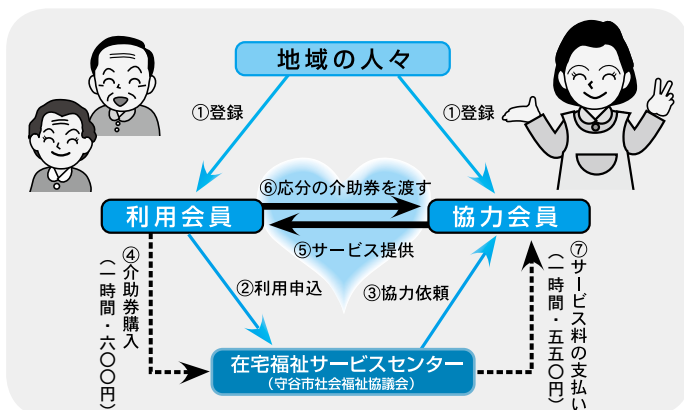 地域の人々
①登録
①登録
⑥応分の介助券を渡す
利用会員
協力会員
⑤サービス提供
④介助券購入
（一時間・六〇〇円）
②利用申込
③協力依頼
⑦サービス料の支払い
（一時間・五五〇円）
在宅福祉サービスセンター
（守谷市社会福祉協議会）